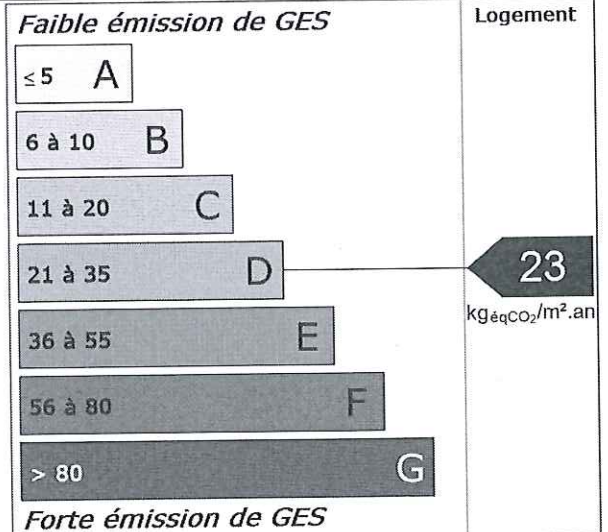 Faible émission de GES
Logement
≤ 5 A
6 à 10 B
11 à 20 C
21 à 35 D
23
kgéqCO₂/m².an
36 à 55 E
56 à 80 F
> 80 G
Forte émission de GES